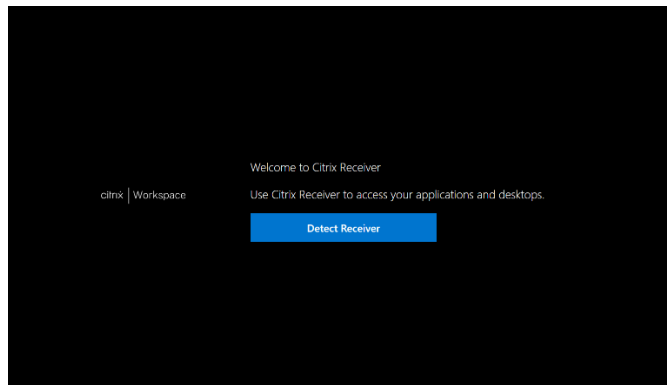 Welcome to Citrix Receiver
citrix | Workspace
Use Citrix Receiver to access your applications and desktops.
Detect Receiver